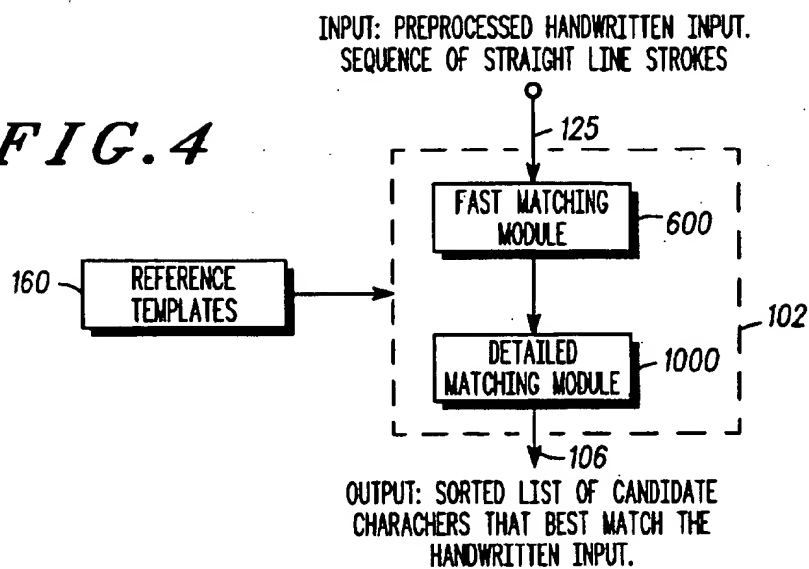 INPUT: PREPROCESSED HANDWRITTEN INPUT.
SEQUENCE OF STRAIGHT LINE STROKES
FIG.4
125
FAST MATCHING
MODULE
600
160
REFERENCE
TEMPLATES
102
DETAILED
MATCHING MODULE
1000
106
OUTPUT: SORTED LIST OF CANDIDATE
CHARACHERS THAT BEST MATCH THE
HANDWRITTEN INPUT.